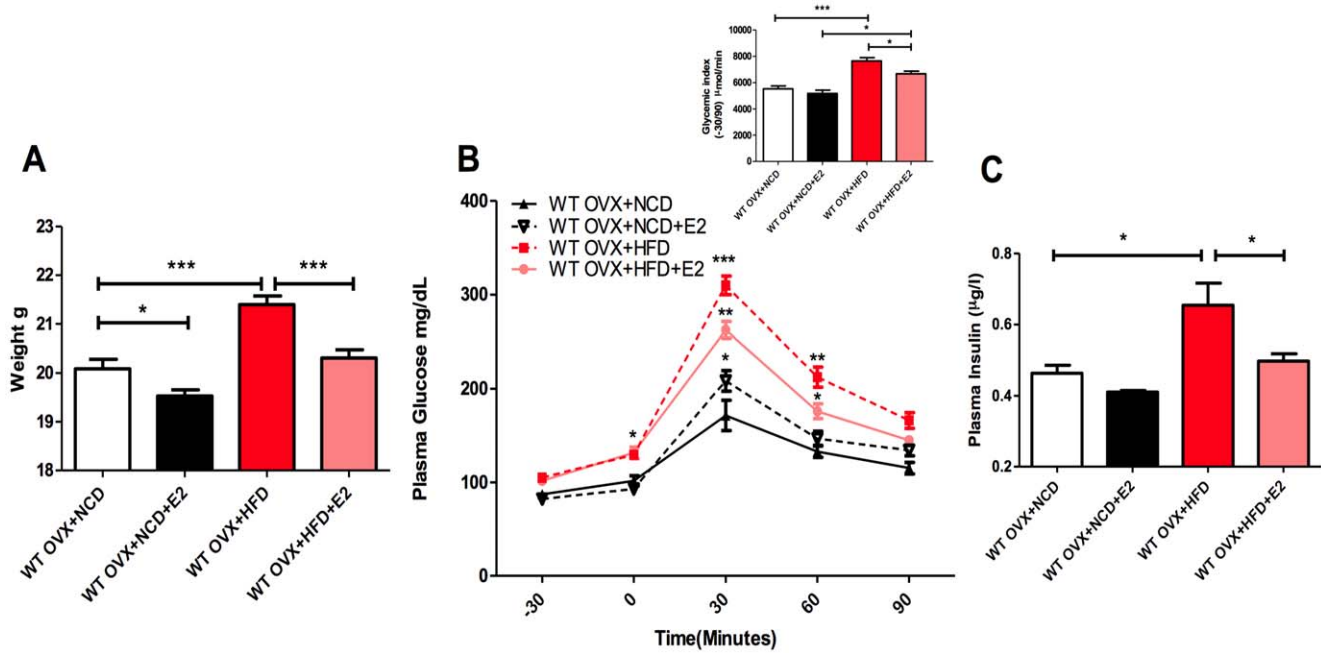 ***
*
*
10000
8000
6000
4000
2000
0
Glycemic index
(-30/90) µmol/min
WT OVX+NCD
WT OVX+NCD+E2
WT OVX+HFD
WT OVX+HFD+E2
A
23
22
21
20
19
18
Weight g
***
***
*
WT OVX+NCD
WT OVX+NCD+E2
WT OVX+HFD
WT OVX+HFD+E2
B
400
300
200
100
0
Plasma Glucose mg/dL
WT OVX+NCD
WT OVX+NCD+E2
WT OVX+HFD
WT OVX+HFD+E2
***
**
*
**
*
*
-30
0
30
60
90
Time(Minutes)
C
0.8
0.6
0.4
0.2
Plasma Insulin (µg/l)
*
*
WT OVX+NCD
WT OVX+NCD+E2
WT OVX+HFD
WT OVX+HFD+E2